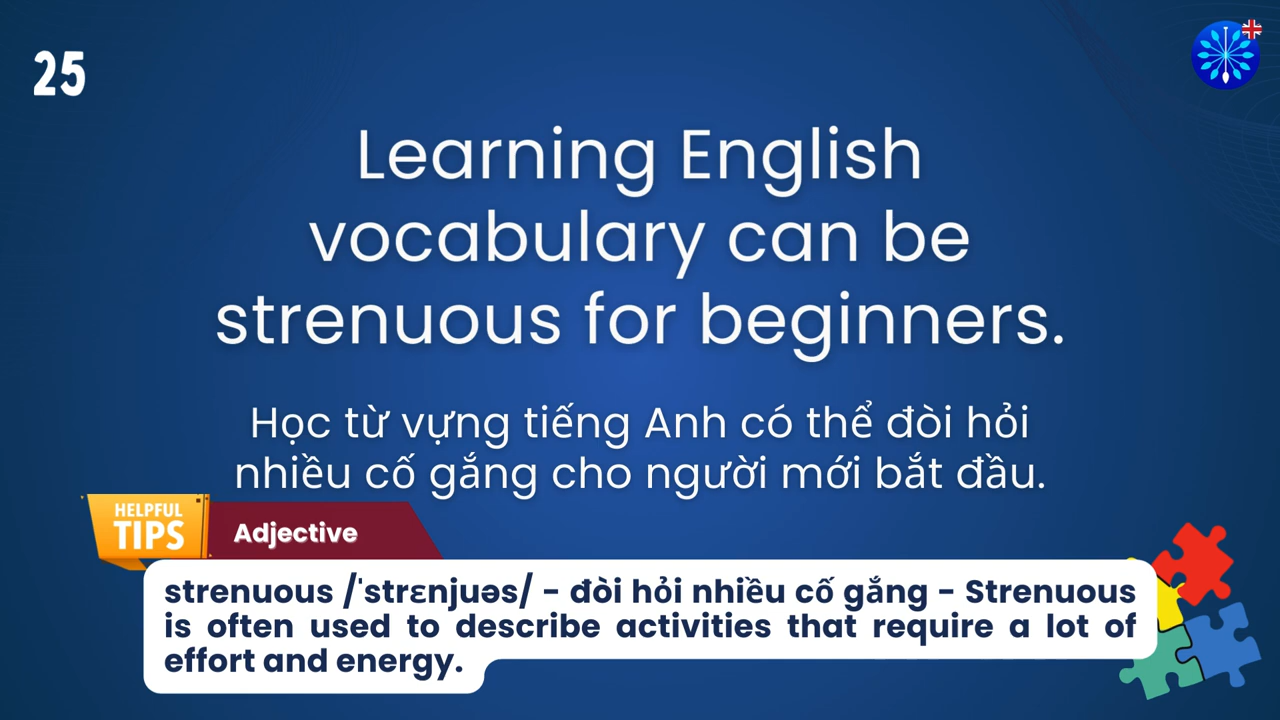 25
Learning English
vocabulary can be
strenuous for beginners.
Học từ vựng tiếng Anh có thể đòi hỏi
nhiều cố gắng cho người mới bắt đầu.
HELPFUL
TIPS
Adjective
strenuous /ˈstrɛnjuəs/ - đòi hỏi nhiều cố gắng - Strenuous
is often used to describe activities that require a lot of
effort and energy.